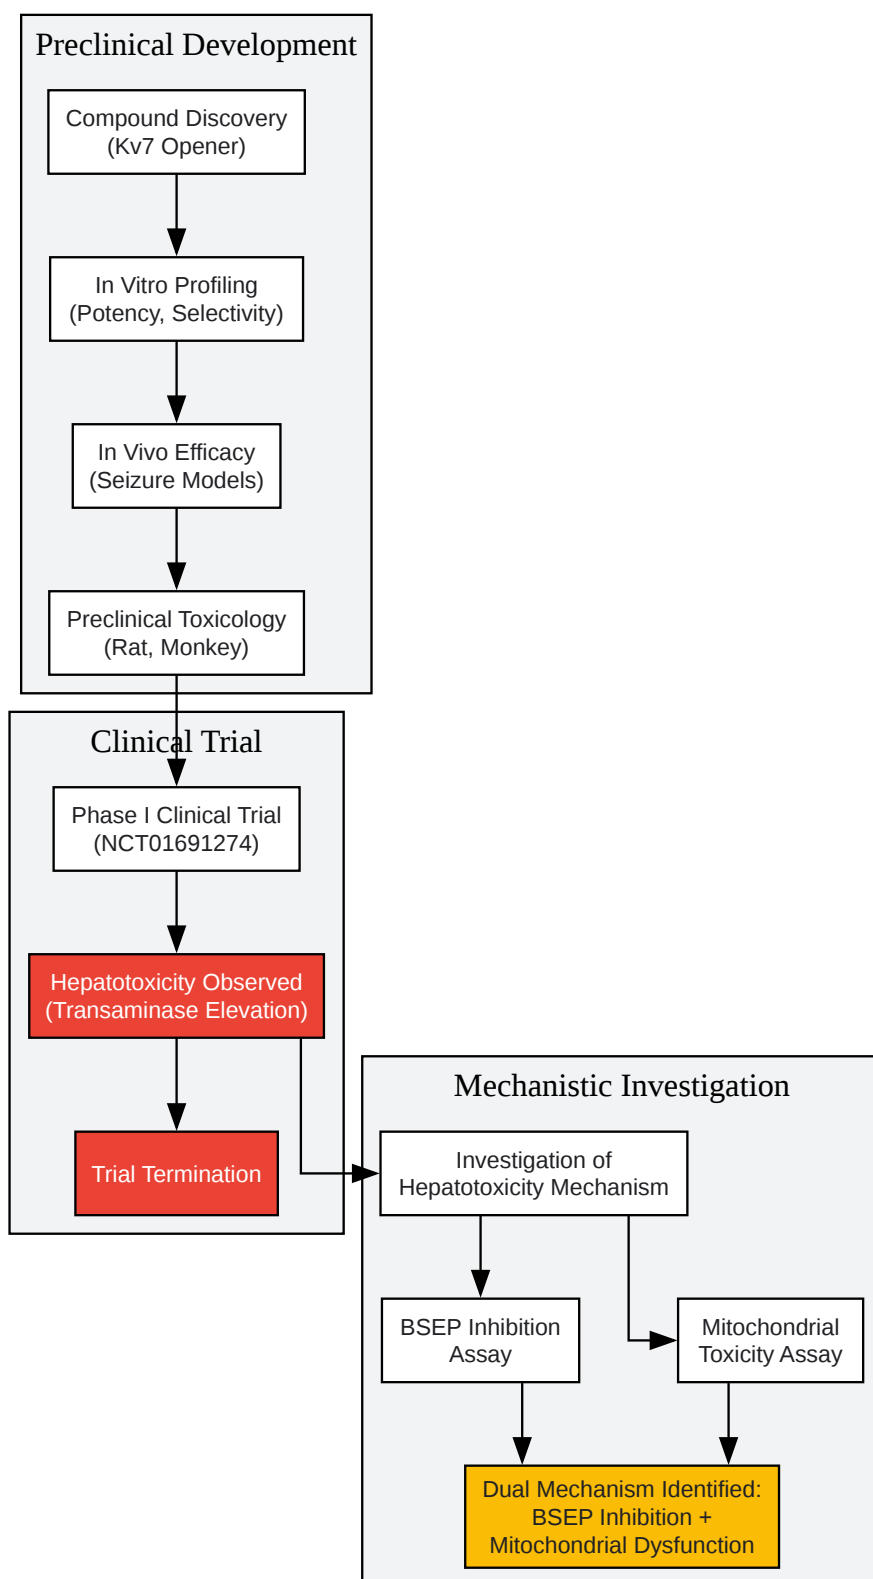 Preclinical Development
Compound Discovery
(Kv7 Opener)
In Vitro Profiling
(Potency, Selectivity)
In Vivo Efficacy
(Seizure Models)
Preclinical Toxicology
(Rat, Monkey)
Clinical Trial
Phase I Clinical Trial
(NCT01691274)
Hepatotoxicity Observed
(Transaminase Elevation)
Trial Termination
Mechanistic Investigation
Investigation of
Hepatotoxicity Mechanism
BSEP Inhibition
Assay
Mitochondrial
Toxicity Assay
Dual Mechanism Identified:
BSEP Inhibition +
Mitochondrial Dysfunction